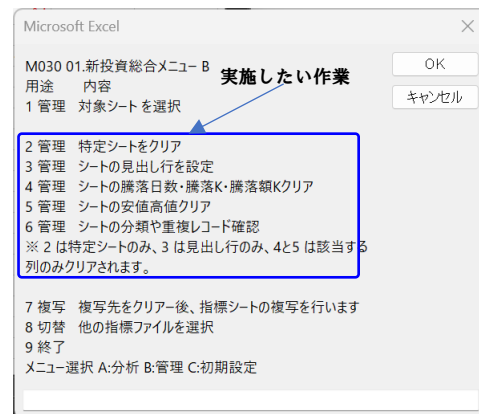 Microsoft Excel
M030 01.新投資総合メニュー B
実施したい作業
OK
用途 内容
キャンセル
1 管理 対象シート を選択
2 管理 特定シートをクリア
3 管理 シートの見出し行を設定
4 管理 シートの騰落日数・騰落K・騰落額Kクリア
5 管理 シートの安値高値クリア
6 管理 シートの分類や重複レコード確認
※ 2 は特定シートのみ、3 は見出し行のみ、4と5 は該当する
列のみクリアされます。
7 複写 複写先をクリアー後、指標シートの複写を行います
8 切替 他の指標ファイルを選択
9 終了
メニュー選択 A:分析 B:管理 C:初期設定